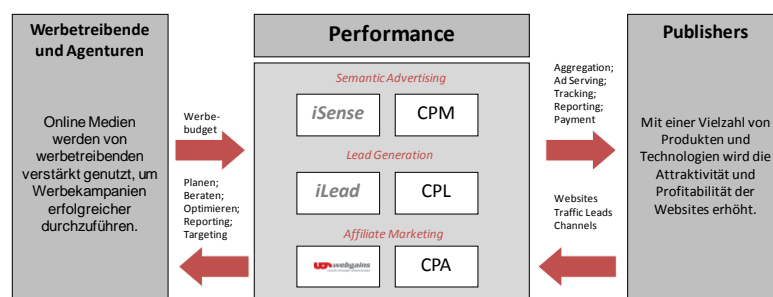 Werbetreibende
und Agenturen
Online Medien
werden von
werbetreibenden
verstärkt genutzt, um
Werbekampanien
erfolgreicher
durchzuführen.
Werbe-
budget
Planen;
Beraten;
Optimieren;
Reporting;
Targeting
Performance
Semantic Advertising
iSense
CPM
Lead Generation
iLead
CPL
Affiliate Marketing
webgains
CPA
Aggregation;
Ad Serving;
Tracking;
Reporting;
Payment
Websites
Traffic Leads
Channels
Publishers
Mit einer Vielzahl von
Produkten und
Technologien wird die
Attraktivität und
Profitabilität der
Websites erhöht.